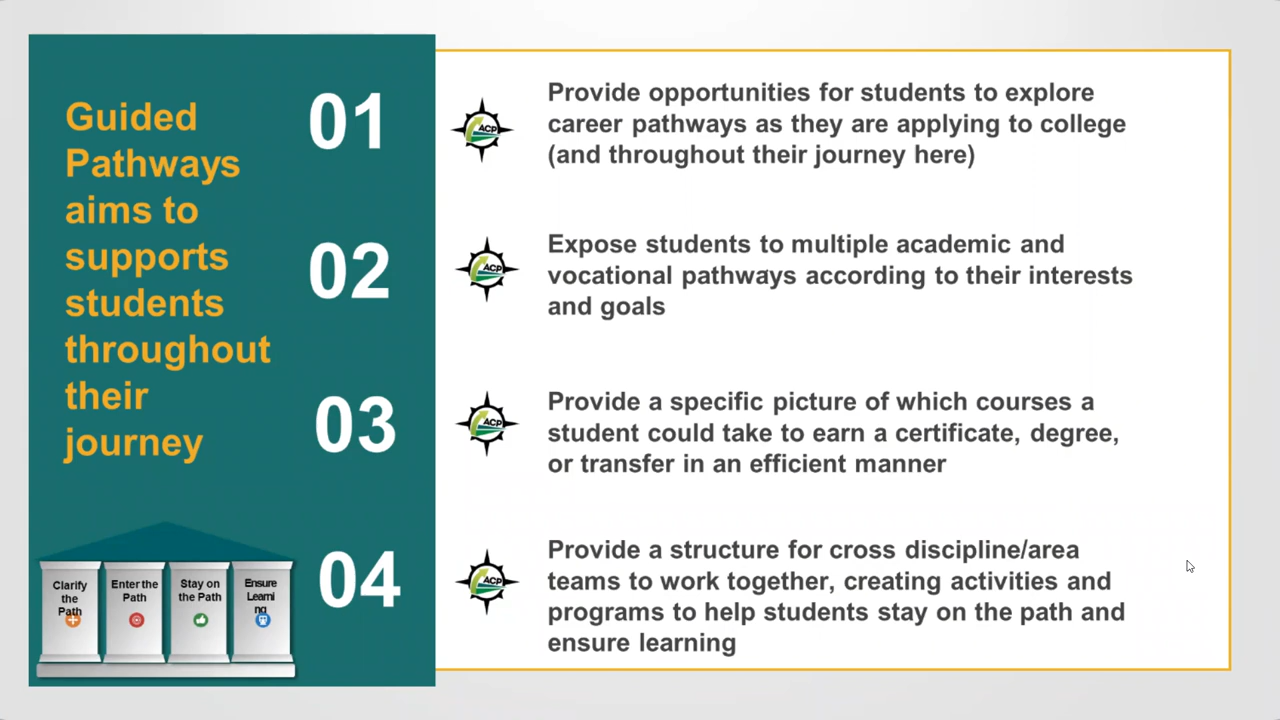 Guided
Pathways
aims to
supports
students
throughout
their
journey
01
ACP
Provide opportunities for students to explore
career pathways as they are applying to college
(and throughout their journey here)
02
ACP
Expose students to multiple academic and
vocational pathways according to their interests
and goals
03
ACP
Provide a specific picture of which courses a
student could take to earn a certificate, degree,
or transfer in an efficient manner
04
ACP
Provide a structure for cross discipline/area
teams to work together, creating activities and
programs to help students stay on the path and
ensure learning
Clarify
the
Path
Enter the
Path
Stay on
the Path
Ensure
Learni
ng